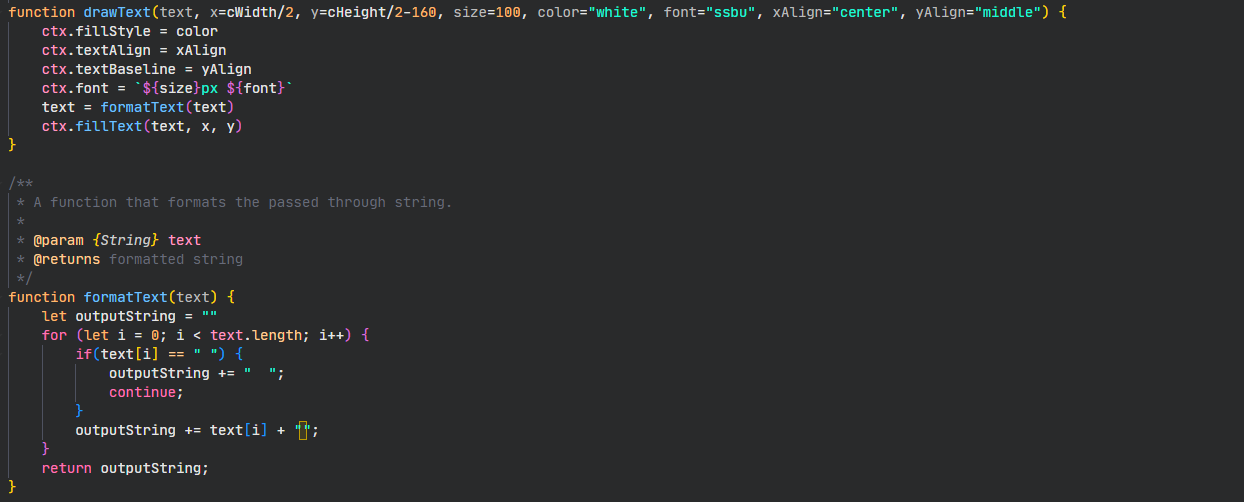 function drawText(text, x=cWidth/2, y=cHeight/2-160, size=100, color="white", font="ssbu", xAlign="center", yAlign="middle") {
    ctx.fillStyle = color
    ctx.textAlign = xAlign
    ctx.textBaseline = yAlign
    ctx.font = `${size}px ${font}`
    text = formatText(text)
    ctx.fillText(text, x, y)
}

/**
 * A function that formats the passed through string.
 *
 * @param {String} text
 * @returns formatted string
 */
function formatText(text) {
    let outputString = ""
    for (let i = 0; i < text.length; i++) {
        if(text[i] == " ") {
            outputString += "  ";
            continue;
        }
        outputString += text[i] + " ";
    }
    return outputString;
}